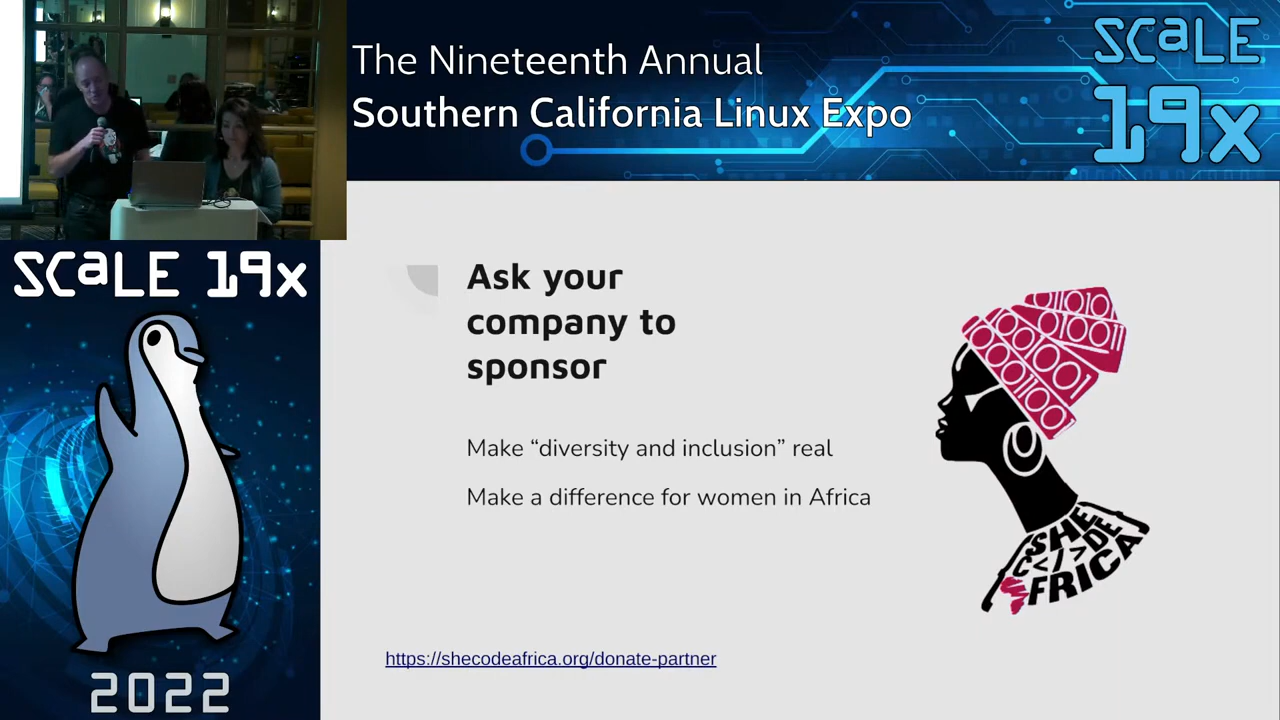 The Nineteenth Annual
Southern California Linux Expo
SCaLE
19x
SCaLE 19x
2022
Ask your
company to
sponsor
Make “diversity and inclusion” real
Make a difference for women in Africa
SHE
C</>DE
AFRICA
https://shecodeafrica.org/donate-partner